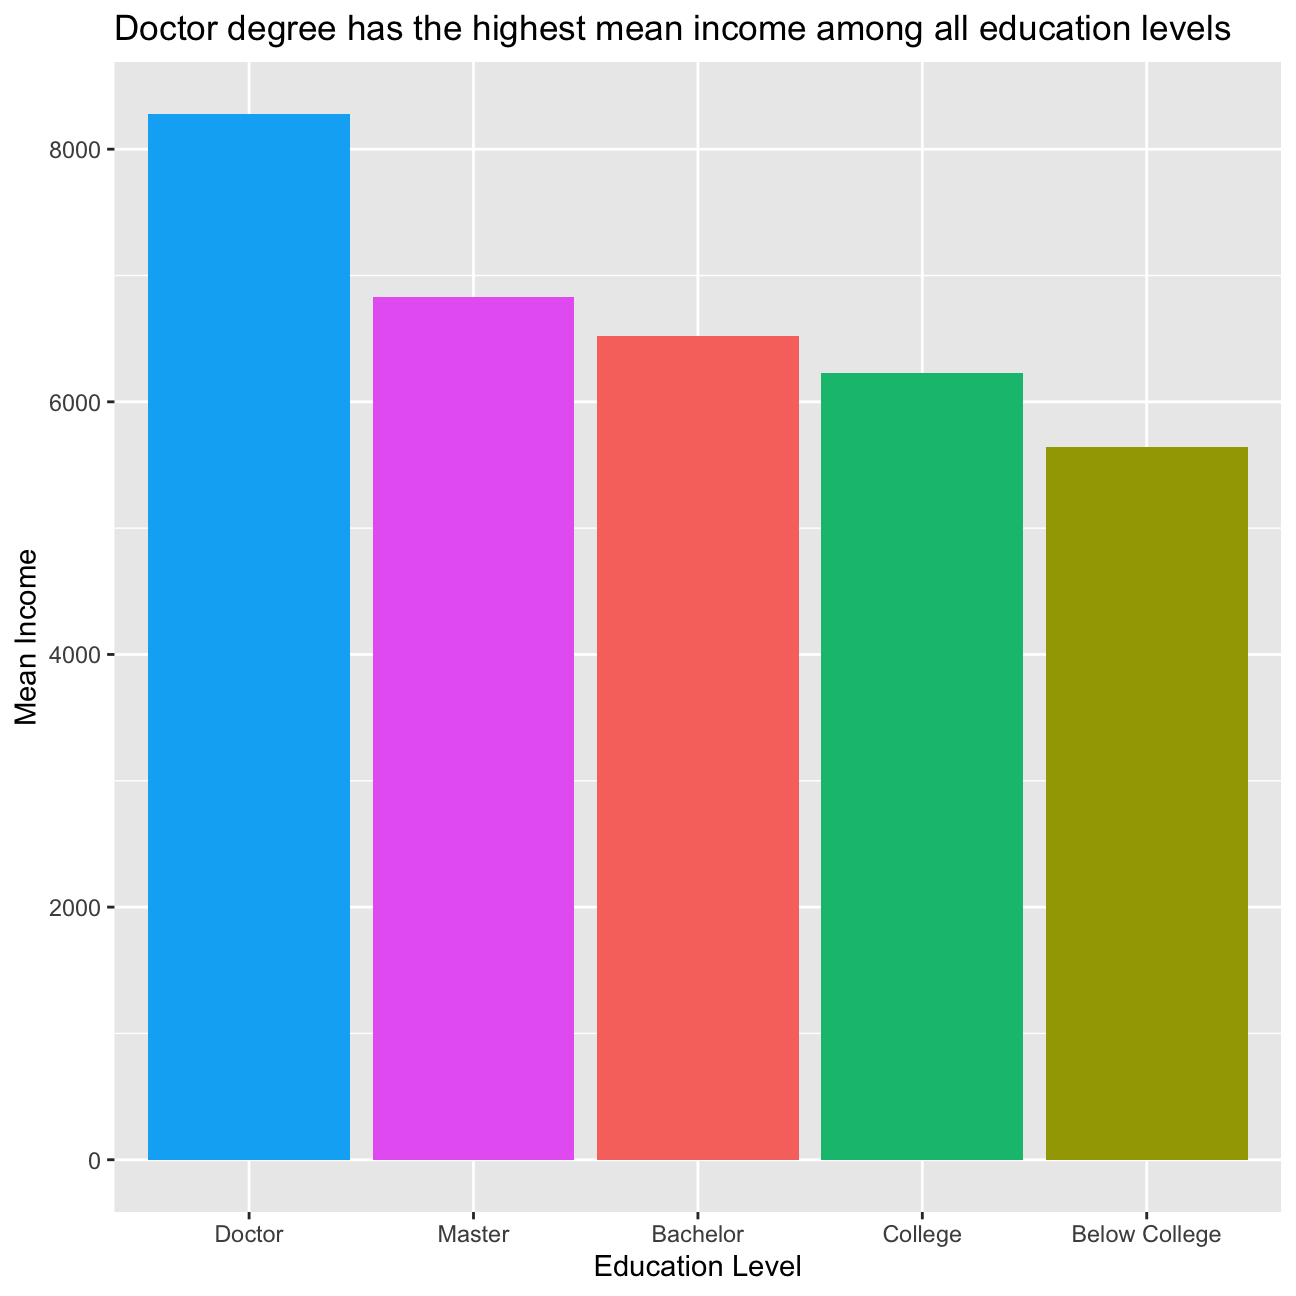 Doctor degree has the highest mean income among all education levels
Mean Income
8000
6000
4000
2000
0
Doctor Master Bachelor College Below College
Education Level